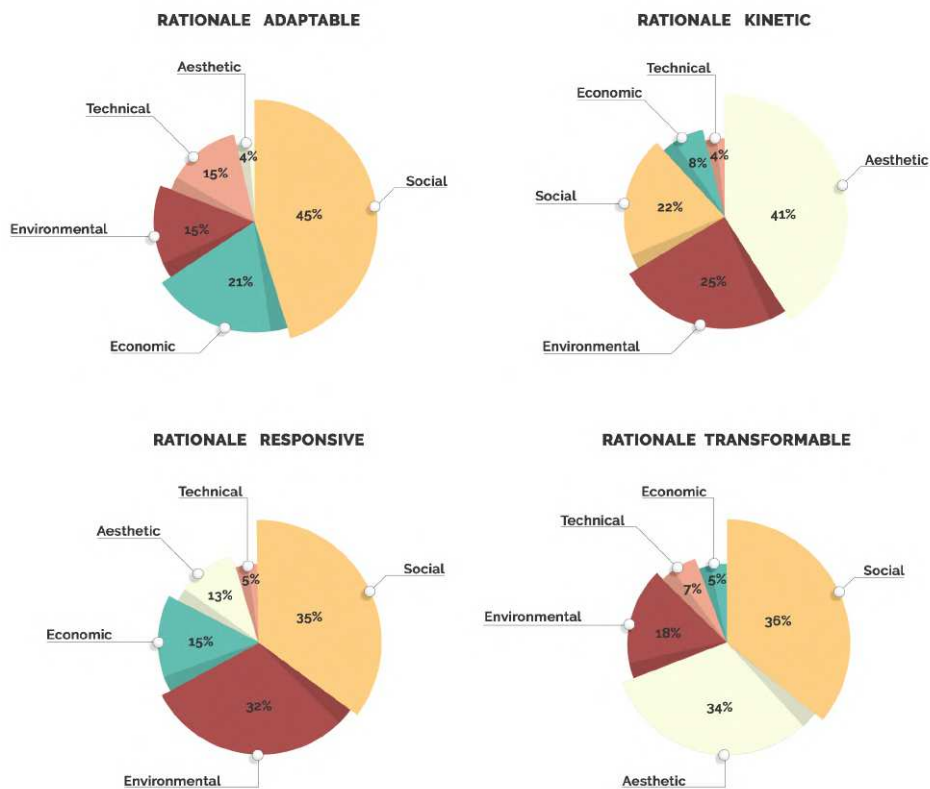 RATIONALE ADAPTABLE
Aesthetic
Technical
4%
15%
Social
45%
Environmental
15%
21%
Economic
RATIONALE KINETIC
Technical
Economic
4%
8%
Aesthetic
Social
22%
41%
25%
Environmental
RATIONALE RESPONSIVE
Technical
Aesthetic
5%
Social
13%
35%
Economic
15%
32%
Environmental
RATIONALE TRANSFORMABLE
Economic
Technical
5%
Social
7%
Environmental
36%
18%
34%
Aesthetic